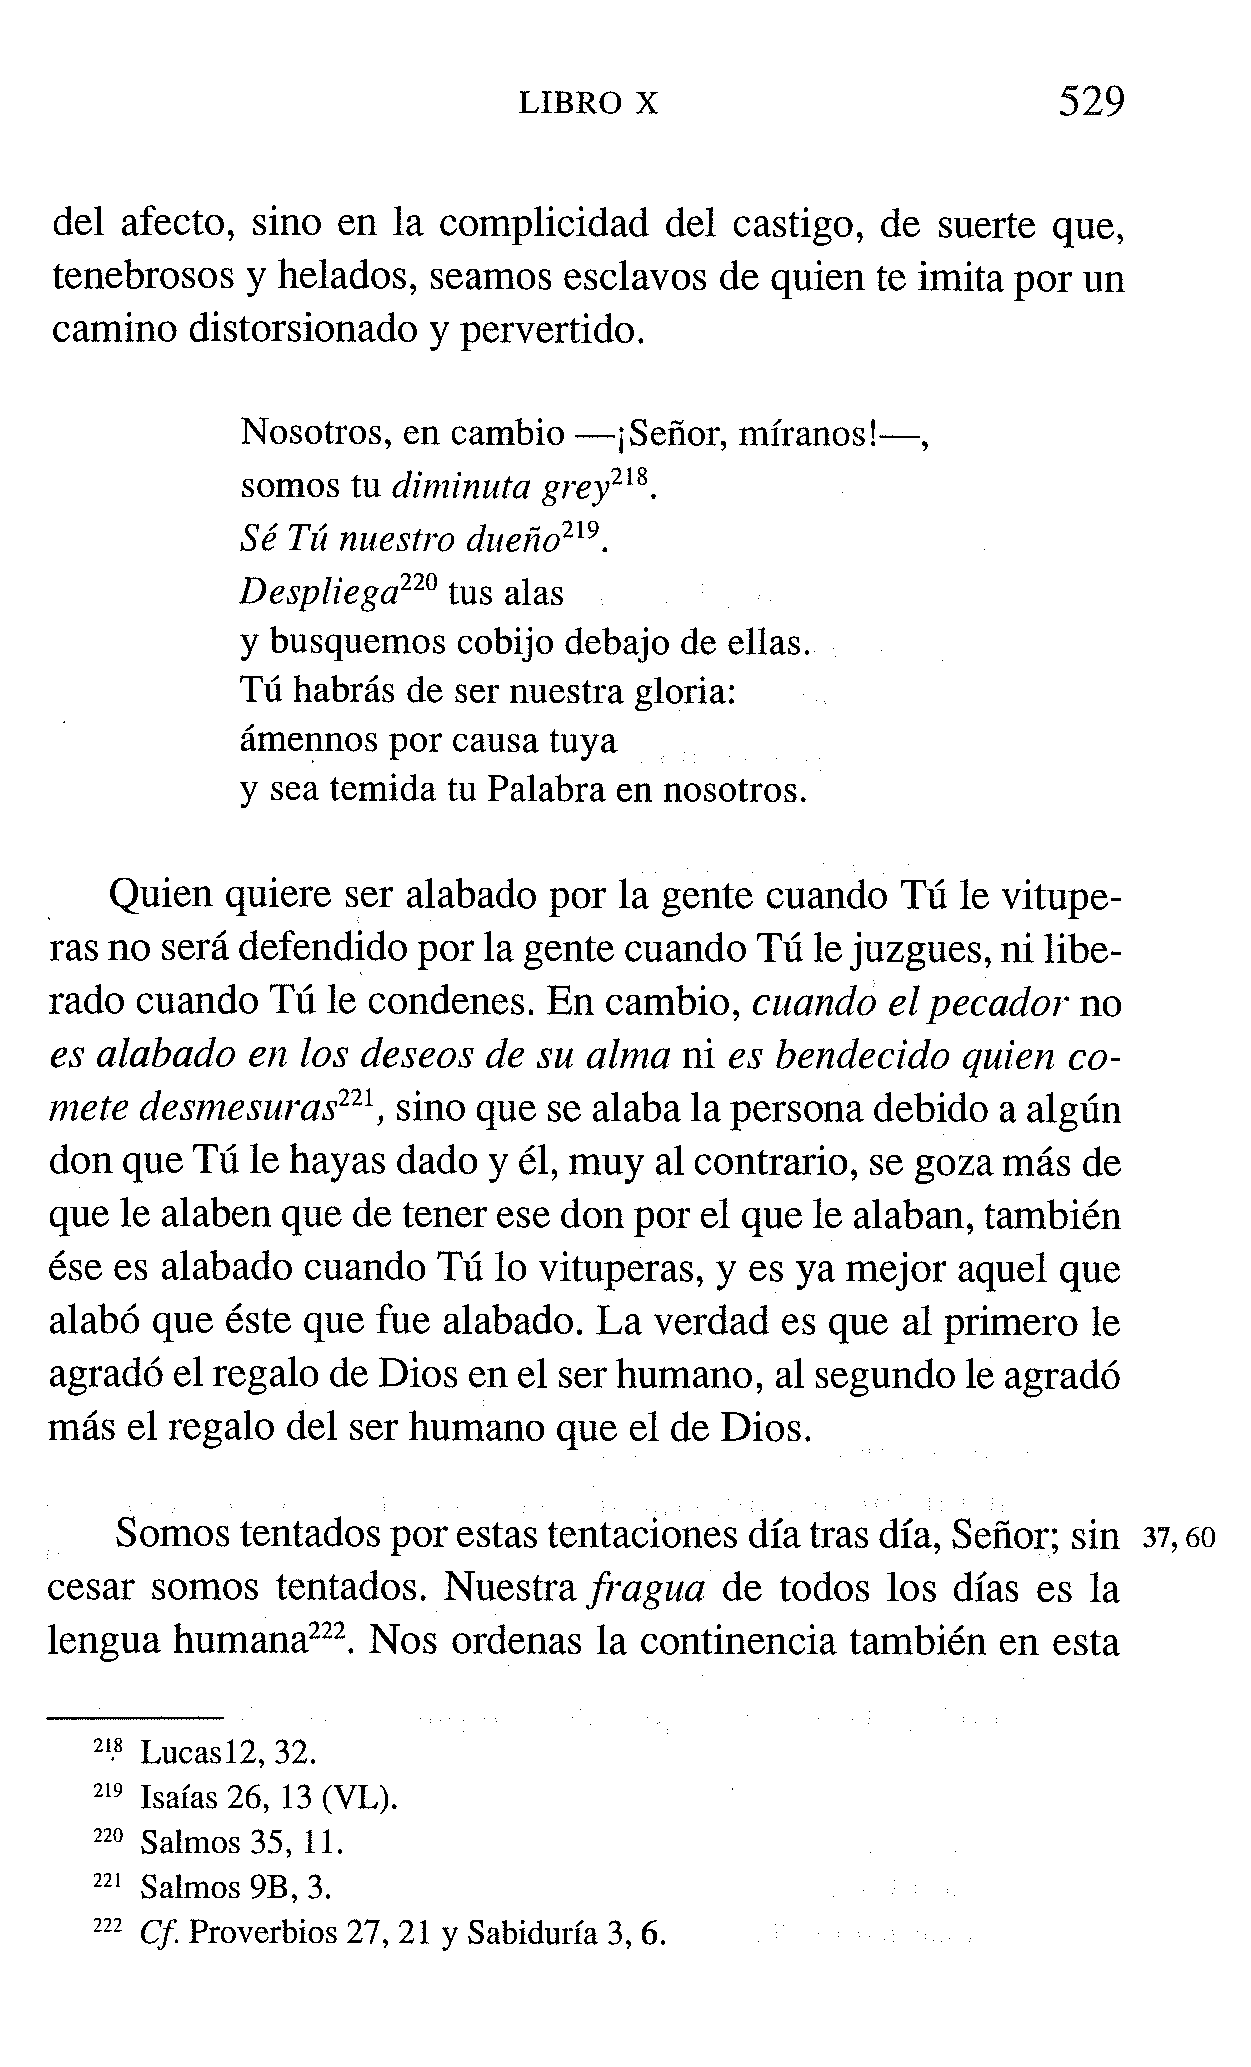 LIBRO X 529
del afecto, sino en la complicidad del castigo, de suerte que,
tenebrosos y helados, seamos esclavos de quien te imita por un
camino distorsionado y pervertido.
Nosotros, en cambio —¡Señor, míranos!—,
somos tu diminuta grey²¹⁸.
Sé Tú nuestro dueño²¹⁹.
Despliega²²⁰ tus alas
y busquemos cobijo debajo de ellas.
Tú habrás de ser nuestra gloria:
ámennos por causa tuya
y sea temida tu Palabra en nosotros.
Quien quiere ser alabado por la gente cuando Tú le vitupe-
ras no será defendido por la gente cuando Tú le juzgues, ni libe-
rado cuando Tú le condenes. En cambio, cuando el pecador no
es alabado en los deseos de su alma ni es bendecido quien co-
mete desmesuras²²¹, sino que se alaba la persona debido a algún
don que Tú le hayas dado y él, muy al contrario, se goza más de
que le alaben que de tener ese don por el que le alaban, también
ése es alabado cuando Tú lo vituperas, y es ya mejor aquel que
alabó que éste que fue alabado. La verdad es que al primero le
agradó el regalo de Dios en el ser humano, al segundo le agradó
más el regalo del ser humano que el de Dios.
Somos tentados por estas tentaciones día tras día, Señor; sin 37, 60
cesar somos tentados. Nuestra fragua de todos los días es la
lengua humana²²². Nos ordenas la continencia también en esta
²¹⁸ Lucas12, 32.
²¹⁹ Isaías 26, 13 (VL).
²²⁰ Salmos 35, 11.
²²¹ Salmos 9B, 3.
²²² Cf. Proverbios 27, 21 y Sabiduría 3, 6.